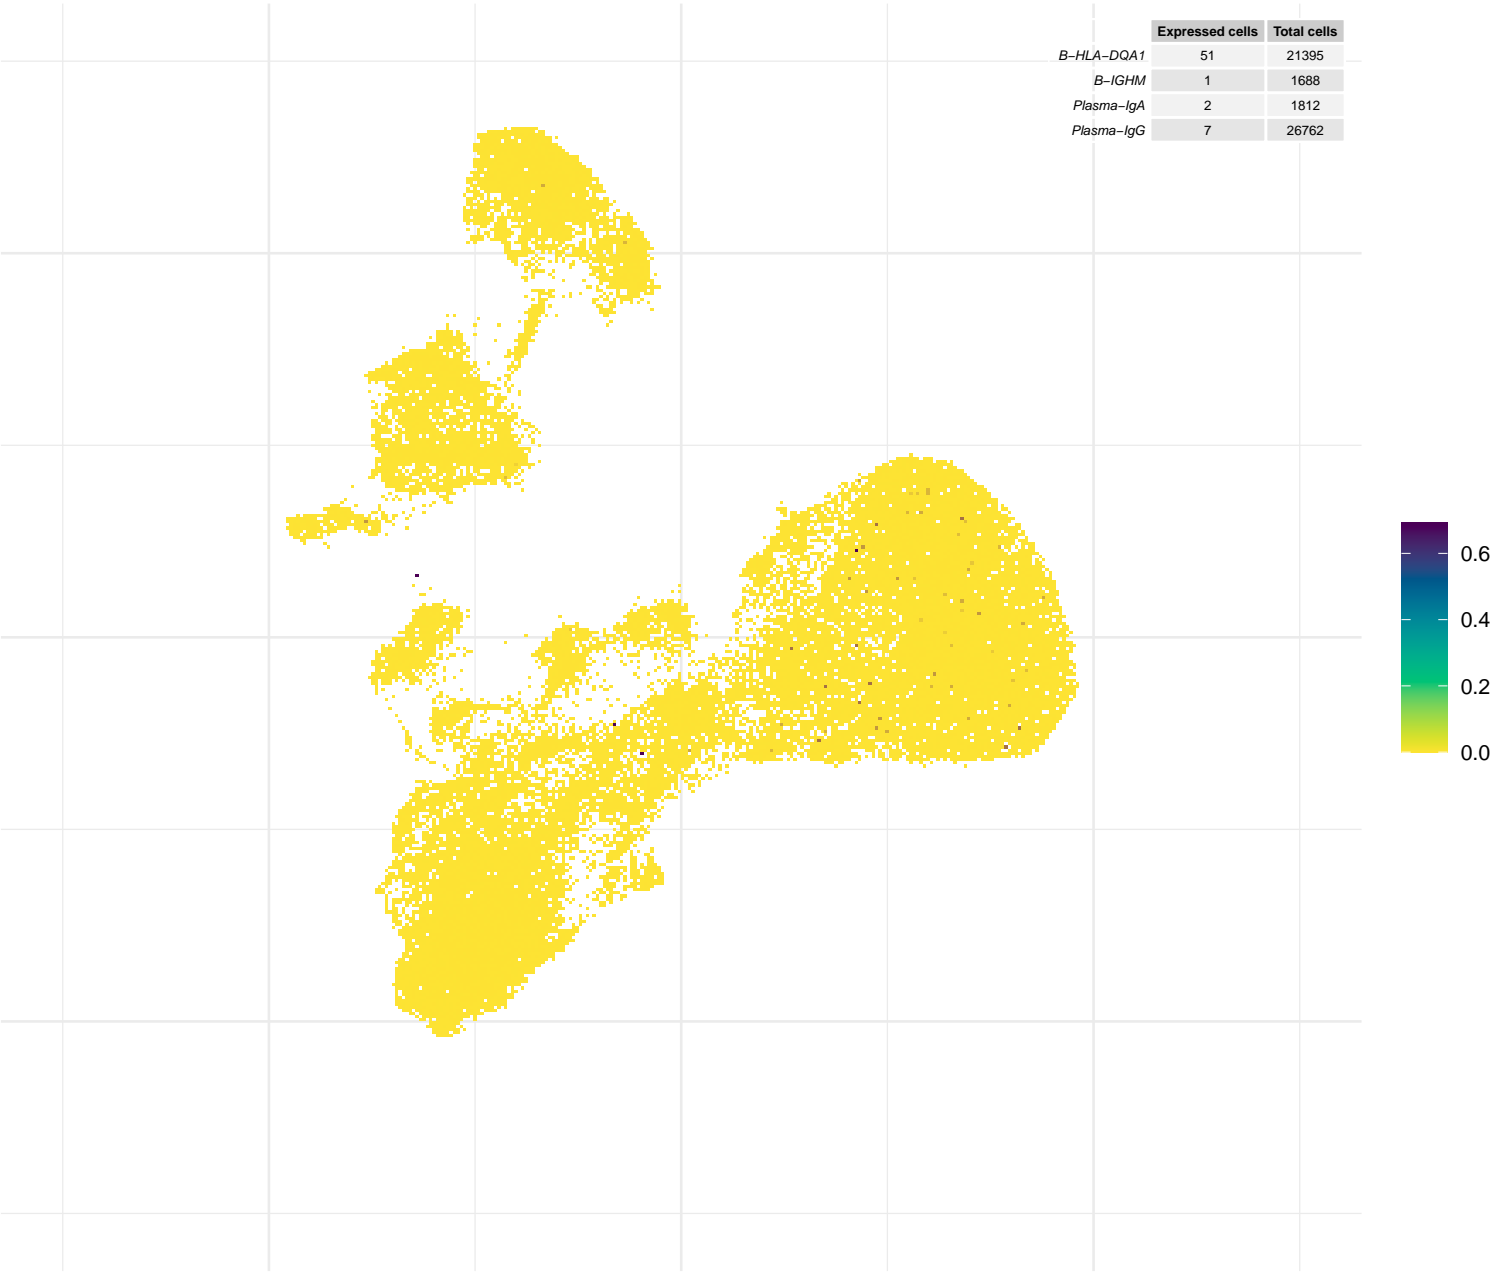 Expressed cells Total cells
B−HLA−DQA1 51 21395
B−IGHM 1 1688
Plasma−IgA 2 1812
Plasma−IgG 7 26762
0.6
0.4
0.2
0.0